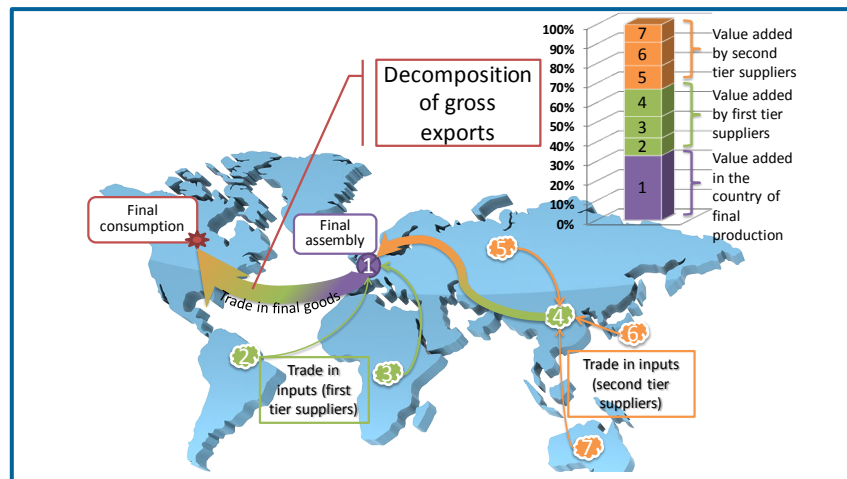 Decomposition
of gross
exports
100%
90%
80%
70%
60%
50%
40%
30%
20%
10%
0%
7
6
5
4
3
2
1
Value added
by second
tier suppliers
Value added
by first tier
suppliers
Value added
in the
country of
final
production
Final
consumption
Final
assembly
Trade in final goods
1
2
3
4
5
6
7
Trade in
inputs (first
tier suppliers)
Trade in inputs
(second tier
suppliers)